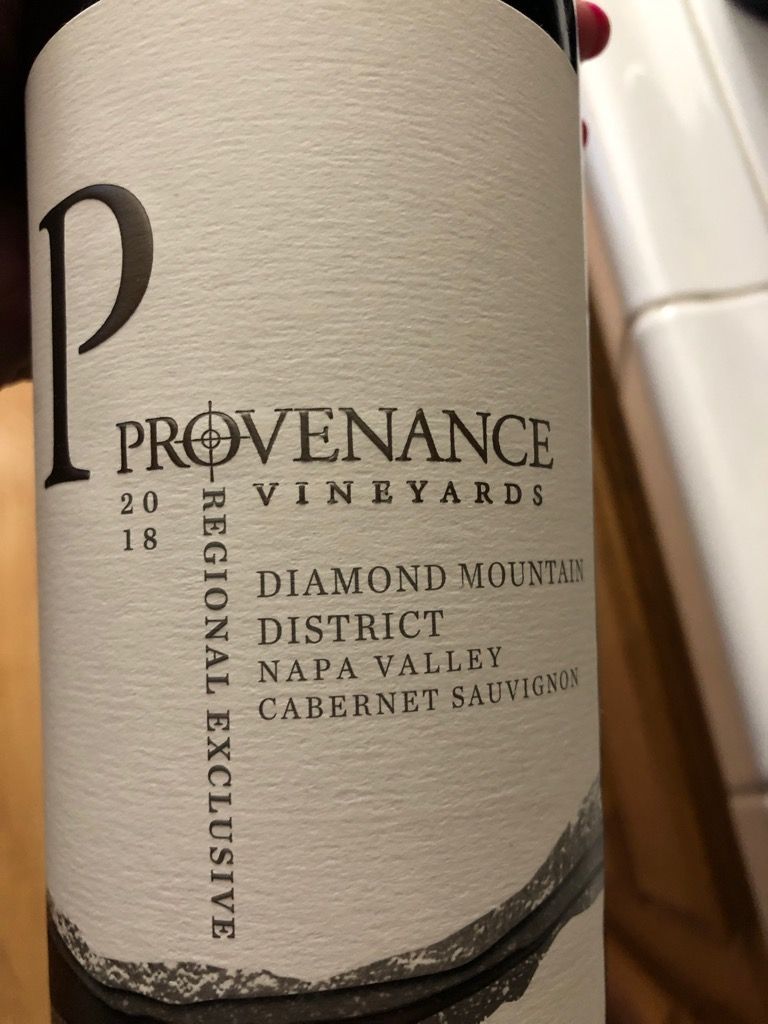 P
PROVENANCE
VINEYARDS
20
18
REGIONAL EXCLUSIVE
DIAMOND MOUNTAIN
DISTRICT
NAPA VALLEY
CABERNET SAUVIGNON